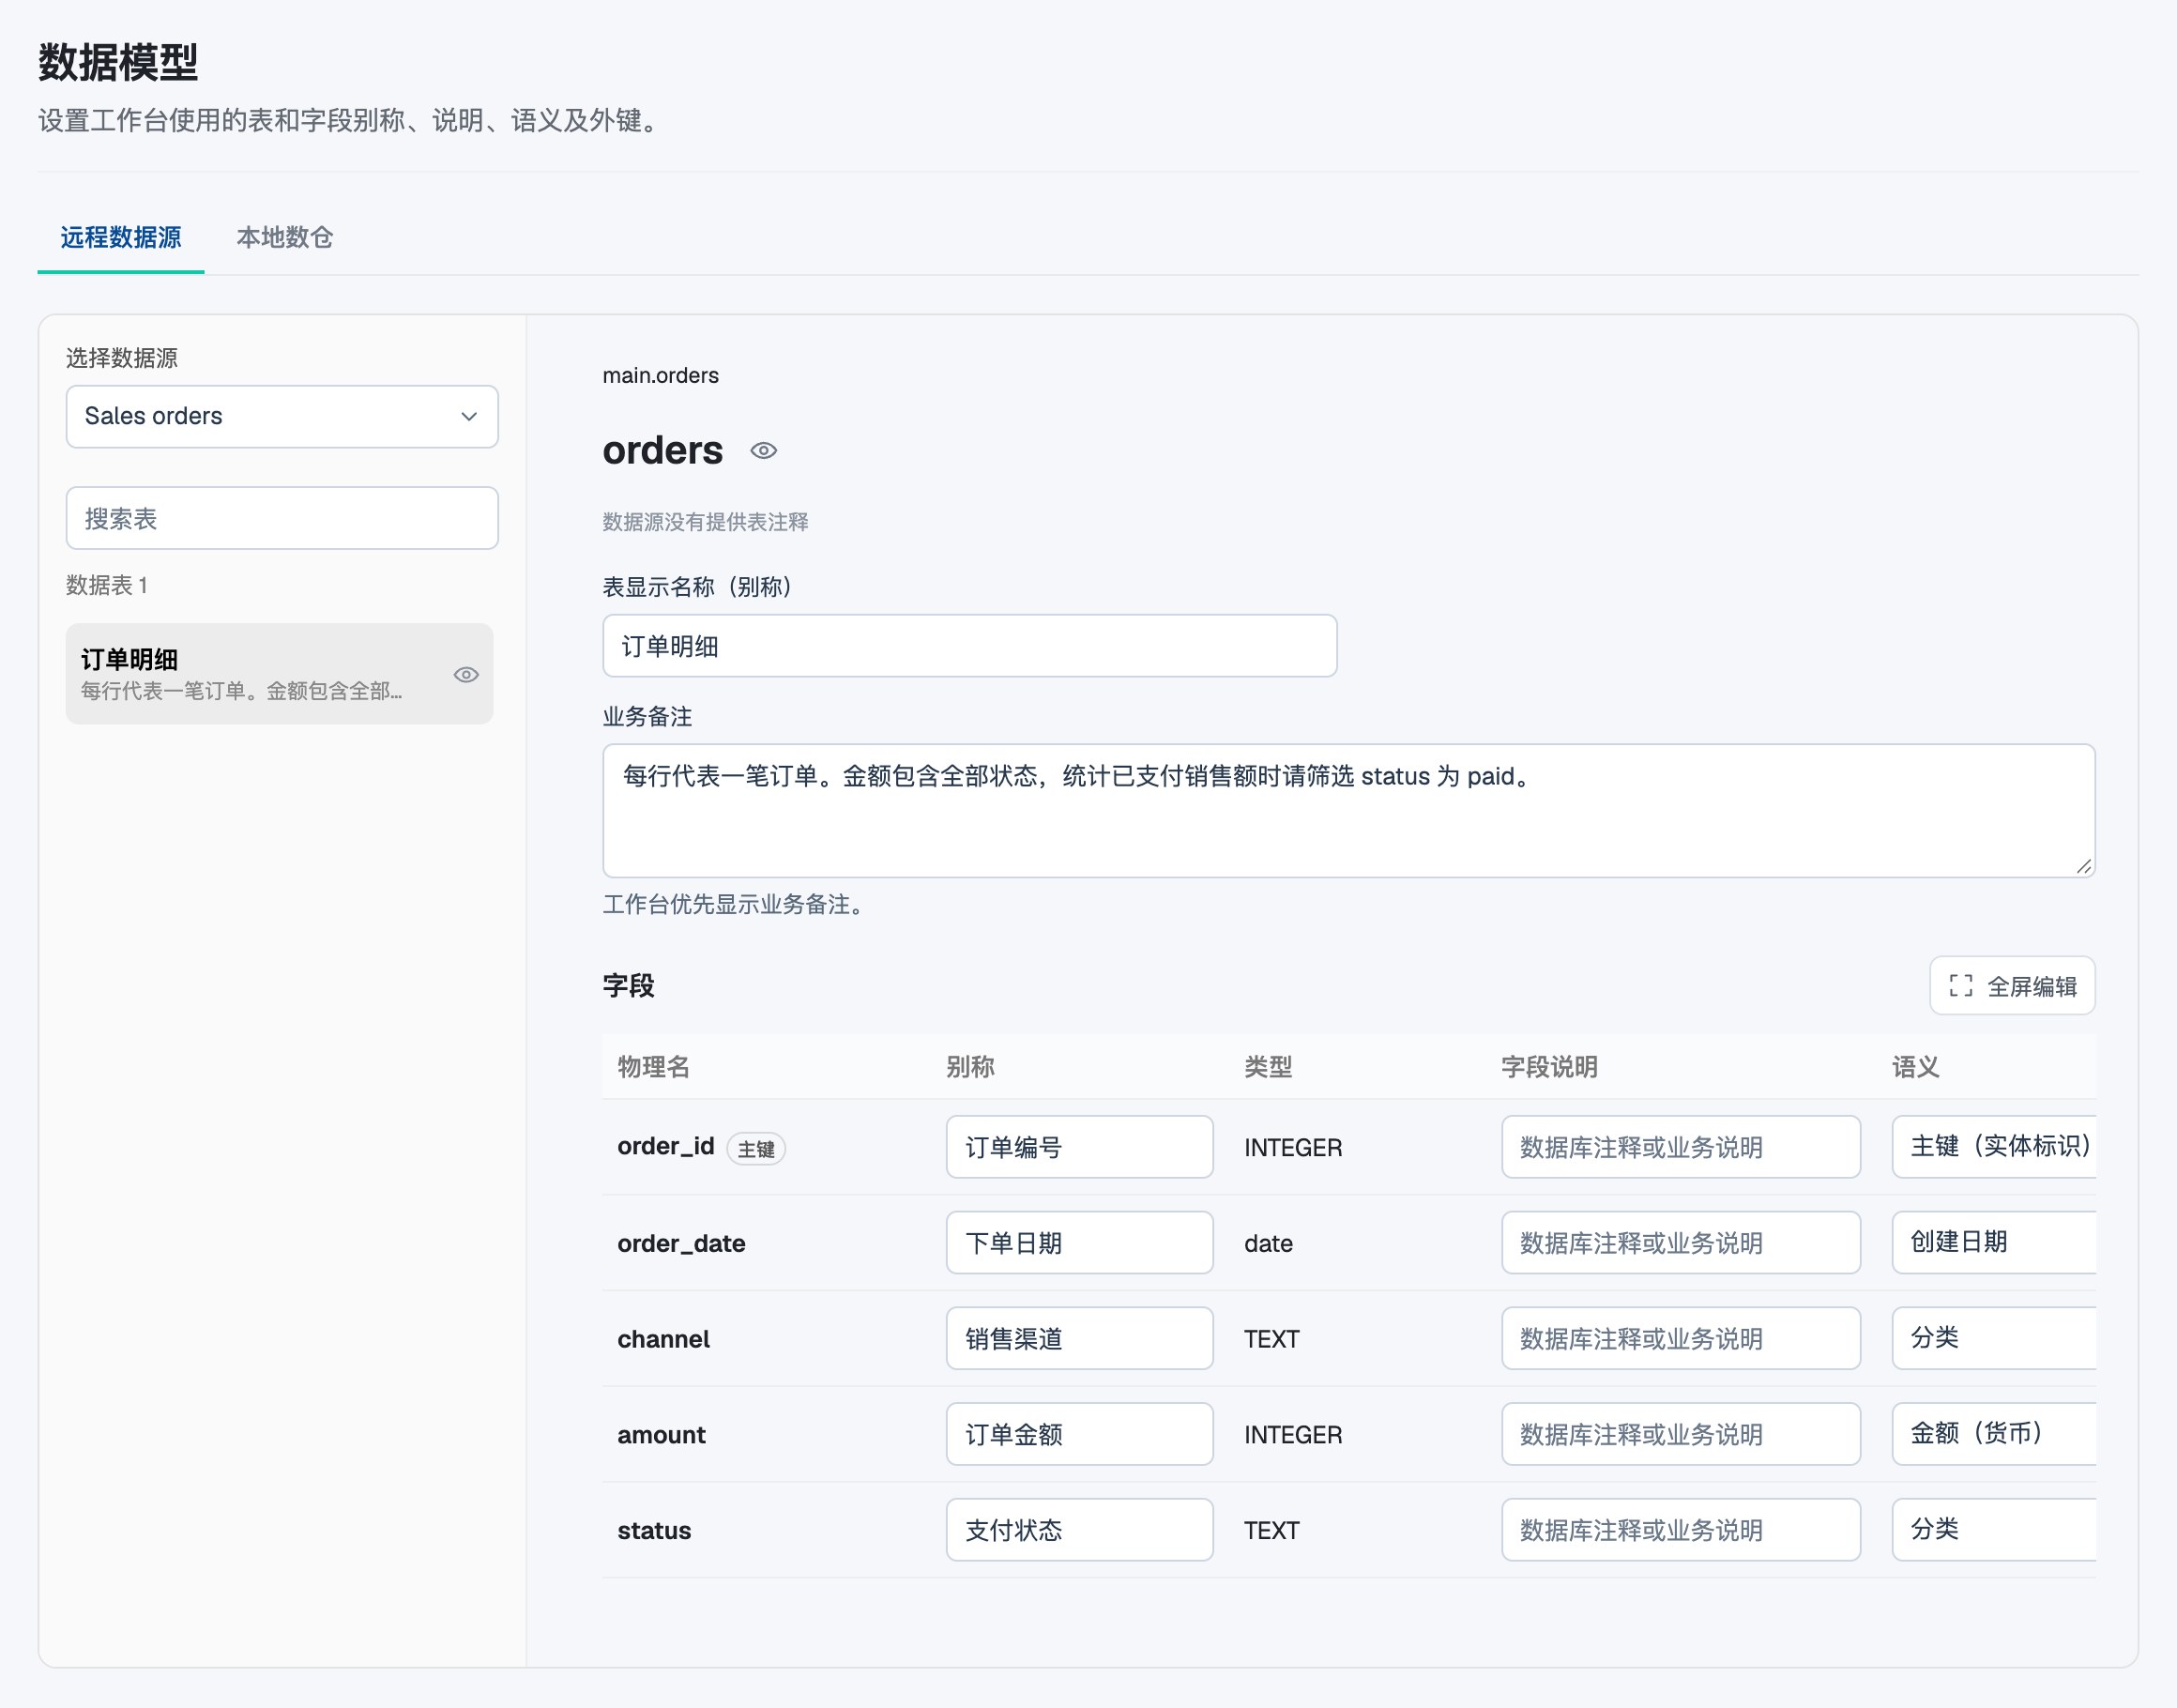 数据模型
设置工作台使用的表和字段别称、说明、语义及外键。
远程数据源
本地数仓
选择数据源
Sales orders
搜索表
数据表 1
订单明细
每行代表一笔订单。金额包含全部...
main.orders
orders
数据源没有提供表注释
表显示名称（别称）
订单明细
业务备注
每行代表一笔订单。金额包含全部状态，统计已支付销售额时请筛选 status 为 paid。
工作台优先显示业务备注。
字段
全屏编辑
物理名 别称 类型 字段说明 语义
order_id 主键 订单编号 INTEGER 数据库注释或业务说明 主键（实体标识）
order_date 下单日期 date 数据库注释或业务说明 创建日期
channel 销售渠道 TEXT 数据库注释或业务说明 分类
amount 订单金额 INTEGER 数据库注释或业务说明 金额（货币）
status 支付状态 TEXT 数据库注释或业务说明 分类